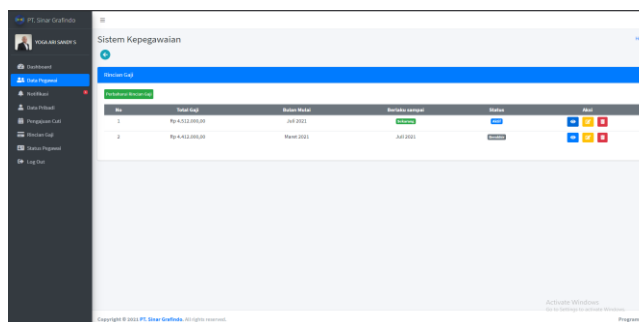 PT. Sinar Grafindo
YOGA ARI SANDY S
Dashboard
Data Pegawai
Notifikasi
Data Pribadi
Pengajuan Cuti
Rincian Gaji
Status Pegawai
Log Out
Sistem Kepegawaian
Rincian Gaji
Perbaharui Rincian Gaji
No Total Gaji Bulan Mulai Berlaku sampai Status Aksi
1 Rp 4.512.000,00 Juli 2021 Sekarang Aktif
2 Rp 4.412.000,00 Maret 2021 Juli 2021
Activate Windows
Go to Settings to activate Windows.
Copyright © 2021 PT. Sinar Grafindo. All rights reserved.